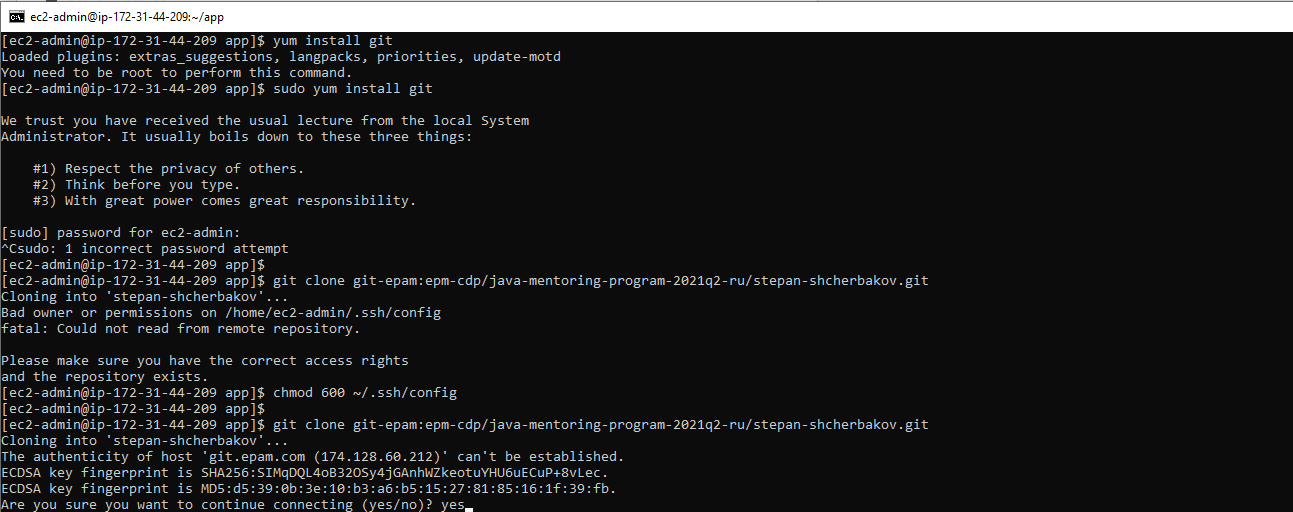 ec2-admin@ip-172-31-44-209:~/app
[ec2-admin@ip-172-31-44-209 app]$ yum install git
Loaded plugins: extras_suggestions, langpacks, priorities, update-motd
You need to be root to perform this command.
[ec2-admin@ip-172-31-44-209 app]$ sudo yum install git
We trust you have received the usual lecture from the local System
Administrator. It usually boils down to these three things:
#1) Respect the privacy of others.
#2) Think before you type.
#3) With great power comes great responsibility.
[sudo] password for ec2-admin:
^Csudo: 1 incorrect password attempt
[ec2-admin@ip-172-31-44-209 app]$
[ec2-admin@ip-172-31-44-209 app]$ git clone git-epam:epm-cdp/java-mentoring-program-2021q2-ru/stepan-shcherbakov.git
Cloning into 'stepan-shcherbakov'...
Bad owner or permissions on /home/ec2-admin/.ssh/config
fatal: Could not read from remote repository.
Please make sure you have the correct access rights
and the repository exists.
[ec2-admin@ip-172-31-44-209 app]$ chmod 600 ~/.ssh/config
[ec2-admin@ip-172-31-44-209 app]$
[ec2-admin@ip-172-31-44-209 app]$ git clone git-epam:epm-cdp/java-mentoring-program-2021q2-ru/stepan-shcherbakov.git
Cloning into 'stepan-shcherbakov'...
The authenticity of host 'git.epam.com (174.128.60.212)' can't be established.
ECDSA key fingerprint is SHA256:SIMqDQL4oB32OSy4jGAnhWZkeotuYHU6uECuP+8vLec.
ECDSA key fingerprint is MD5:d5:39:0b:3e:10:b3:a6:b5:15:27:81:85:16:1f:39:fb.
Are you sure you want to continue connecting (yes/no)? yes